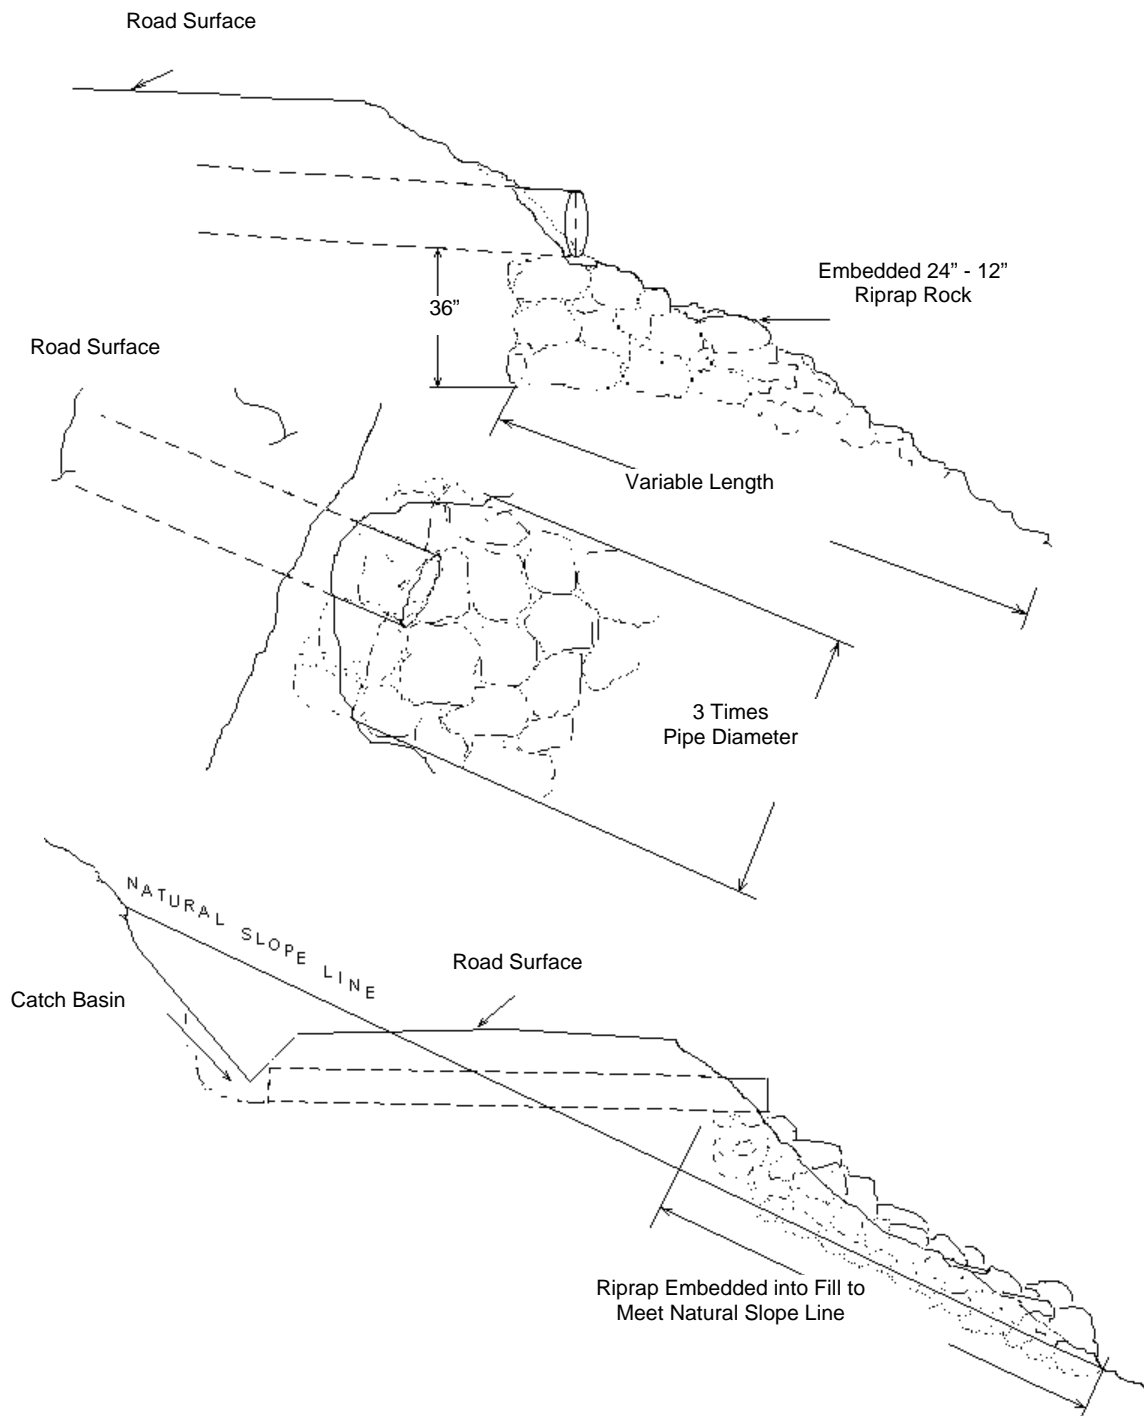 Road Surface
Embedded 24” - 12”
Riprap Rock
36”
Road Surface
Variable Length
3 Times
Pipe Diameter
NATURAL SLOPE LINE
Road Surface
Catch Basin
Riprap Embedded into Fill to
Meet Natural Slope Line